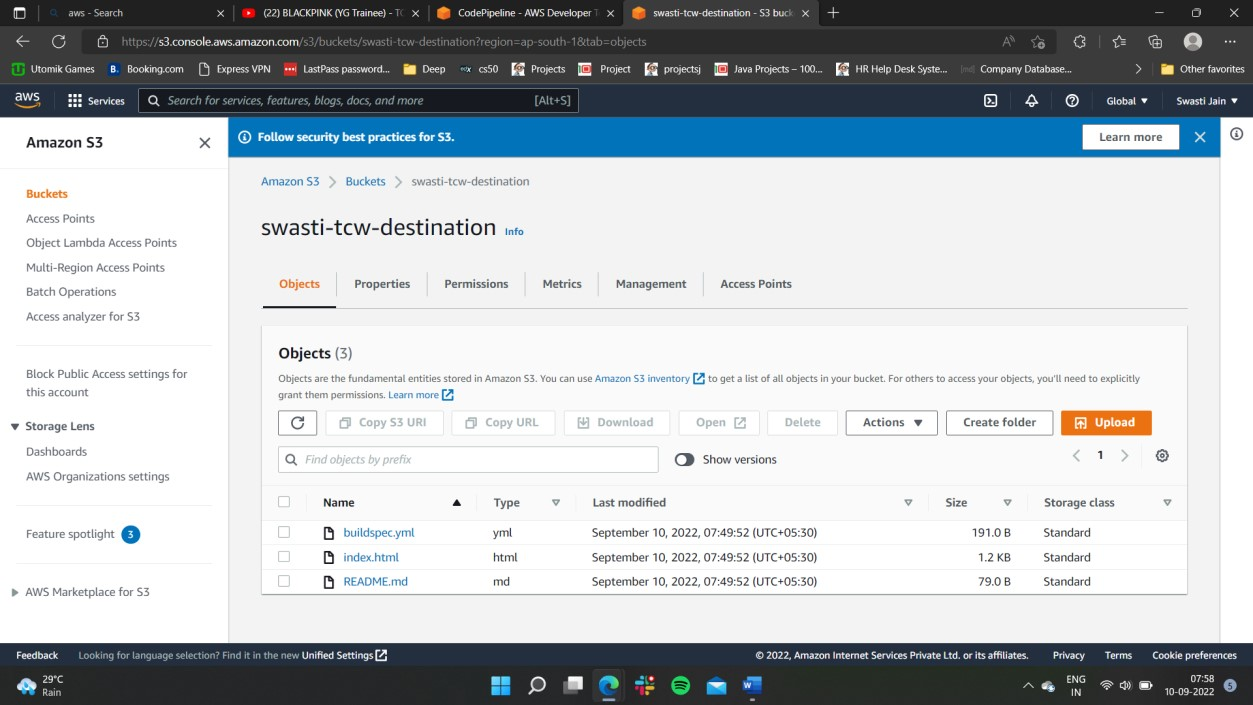 aws - Search
(22) BLACKPINK (YG Trainee) - TC
CodePipeline - AWS Developer T
swasti-tcw-destination - S3 buck
https://s3.console.aws.amazon.com/s3/buckets/swasti-tcw-destination?region=ap-south-1&tab=objects
Utomik Games
Booking.com
Express VPN
LastPass password...
Deep
cs50
Projects
Project
projectsj
Java Projects – 100...
HR Help Desk Syste...
Company Database...
Other favorites
aws
Services
Search for services, features, blogs, docs, and more [Alt+S]
Global
Swasti Jain
Amazon S3
Buckets
Access Points
Object Lambda Access Points
Multi-Region Access Points
Batch Operations
Access analyzer for S3
Block Public Access settings for
this account
Storage Lens
Dashboards
AWS Organizations settings
Feature spotlight 3
AWS Marketplace for S3
Follow security best practices for S3.
Learn more
Amazon S3 > Buckets > swasti-tcw-destination
swasti-tcw-destination Info
Objects Properties Permissions Metrics Management Access Points
Objects (3)
Objects are the fundamental entities stored in Amazon S3. You can use Amazon S3 inventory to get a list of all objects in your bucket. For others to access your objects, you'll need to explicitly
grant them permissions. Learn more
Copy S3 URI Copy URL Download Open Delete Actions Create folder Upload
Find objects by prefix
Show versions
1
Name Type Last modified Size Storage class
buildspec.yml yml September 10, 2022, 07:49:52 (UTC+05:30) 191.0 B Standard
index.html html September 10, 2022, 07:49:52 (UTC+05:30) 1.2 KB Standard
README.md md September 10, 2022, 07:49:52 (UTC+05:30) 79.0 B Standard
Feedback Looking for language selection? Find it in the new Unified Settings
© 2022, Amazon Internet Services Private Ltd. or its affiliates. Privacy Terms Cookie preferences
29°C
Rain
ENG
IN
07:58
10-09-2022
5